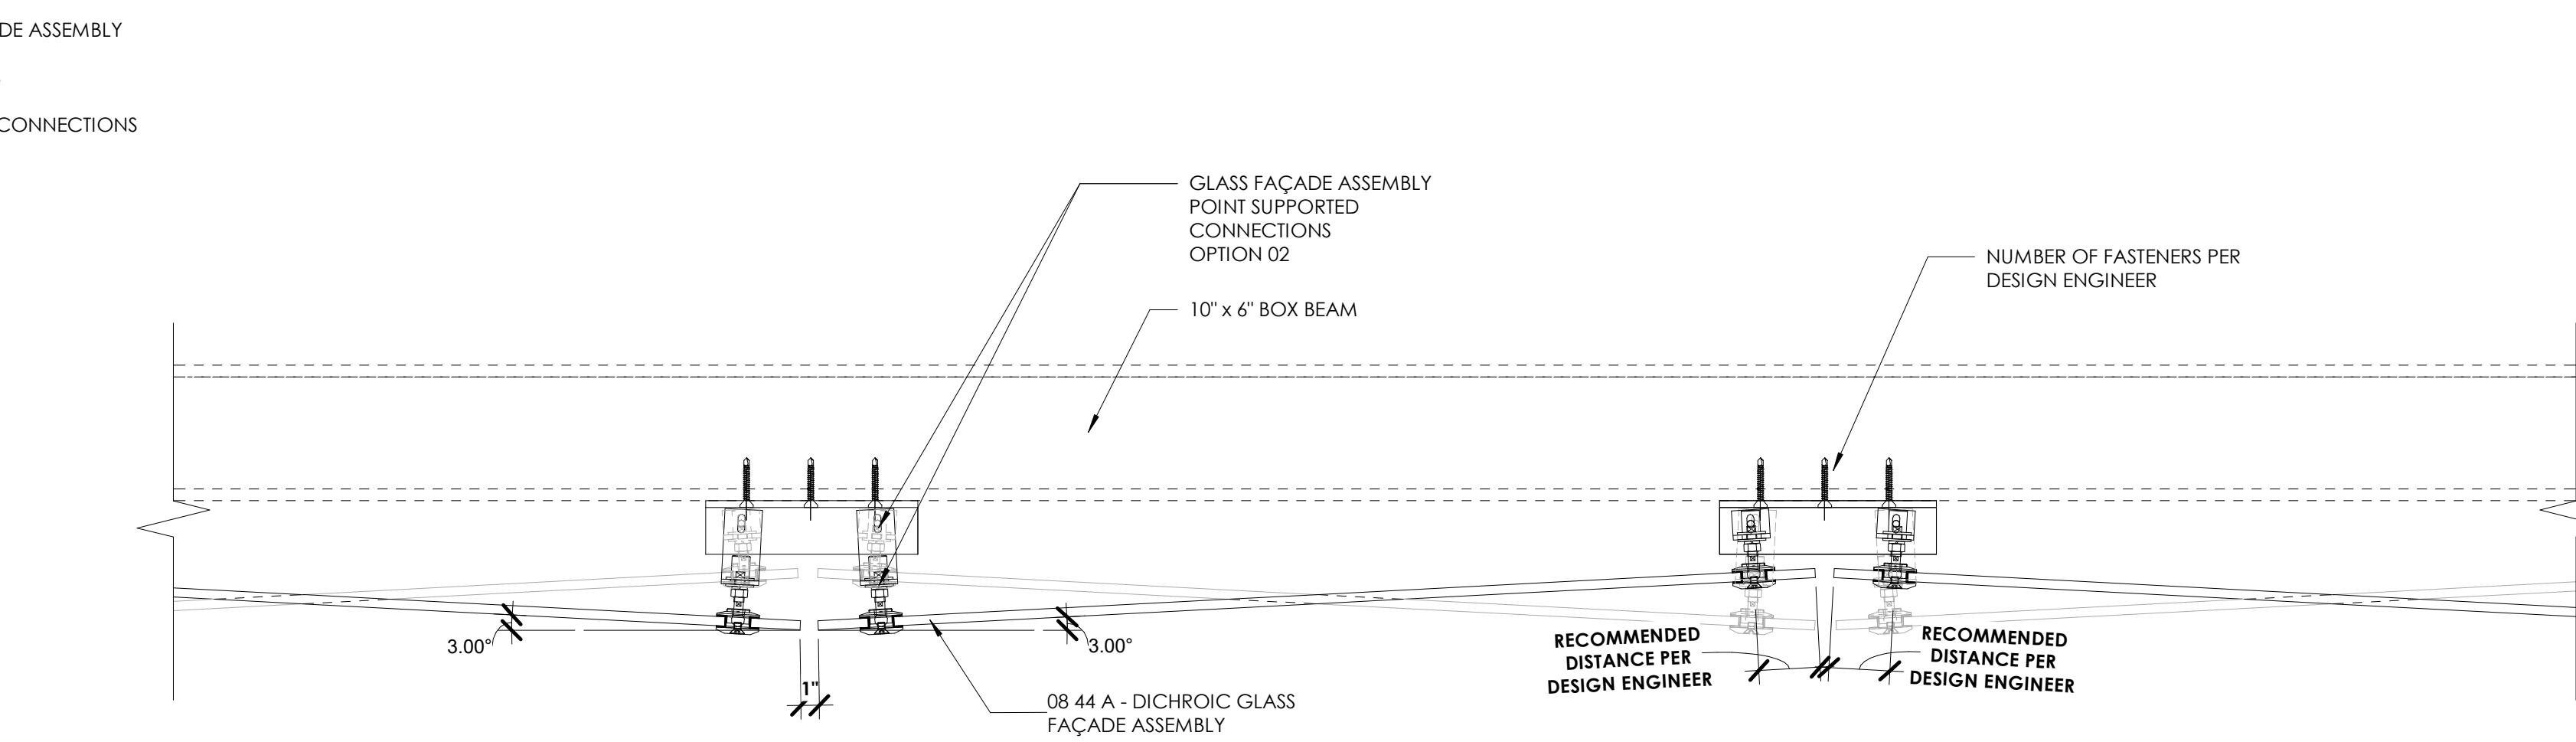 DE ASSEMBLY
CONNECTIONS
GLASS FAÇADE ASSEMBLY
POINT SUPPORTED
CONNECTIONS
OPTION 02
10" x 6" BOX BEAM
NUMBER OF FASTENERS PER
DESIGN ENGINEER
3.00°
3.00°
1"
08 44 A - DICHROIC GLASS
FAÇADE ASSEMBLY
RECOMMENDED
DISTANCE PER
DESIGN ENGINEER
RECOMMENDED
DISTANCE PER
DESIGN ENGINEER